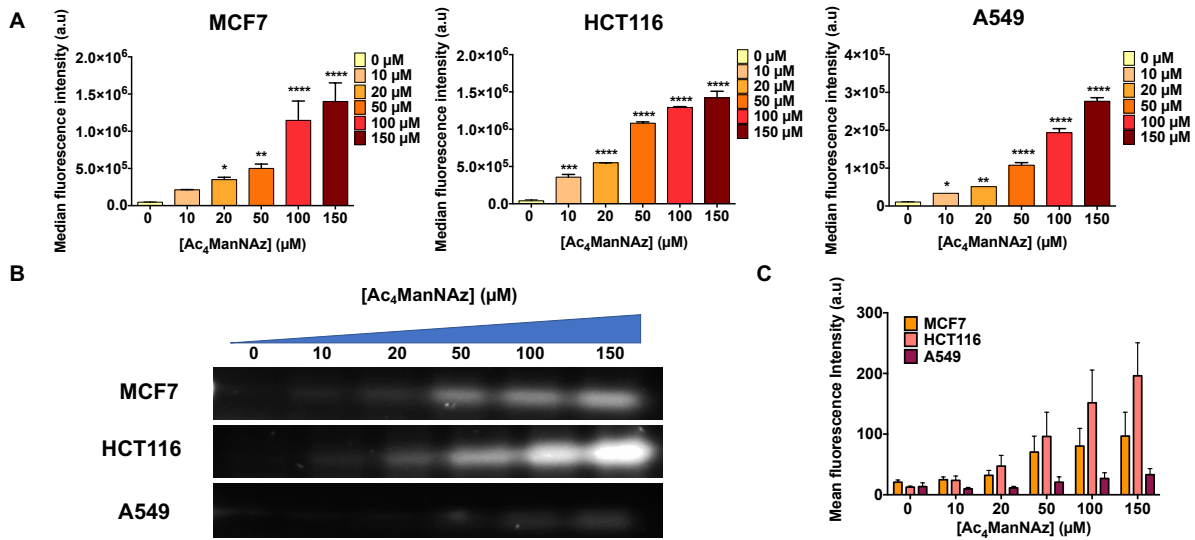 A
MCF7
Median fluorescence intensity (a.u)
2.0×10⁶
1.5×10⁶
1.0×10⁶
5.0×10⁵
0.0
* ** **** ****
0 10 20 50 100 150
[Ac₄ManNAz] (µM)
0 µM
10 µM
20 µM
50 µM
100 µM
150 µM
HCT116
Median fluorescence intensity (a.u)
2.0×10⁶
1.5×10⁶
1.0×10⁶
5.0×10⁵
0.0
*** **** **** **** ****
0 10 20 50 100 150
[Ac₄ManNAz] (µM)
0 µM
10 µM
20 µM
50 µM
100 µM
150 µM
A549
Median fluorescence intensity (a.u)
4×10⁵
3×10⁵
2×10⁵
1×10⁵
0
* ** **** **** ****
0 10 20 50 100 150
[Ac₄ManNAz] (µM)
0 µM
10 µM
20 µM
50 µM
100 µM
150 µM
B
[Ac₄ManNAz] (µM)
0 10 20 50 100 150
MCF7
HCT116
A549
C
Mean fluorescence Intensity (a.u)
300
200
100
0
MCF7
HCT116
A549
0 10 20 50 100 150
[Ac₄ManNAz] (µM)